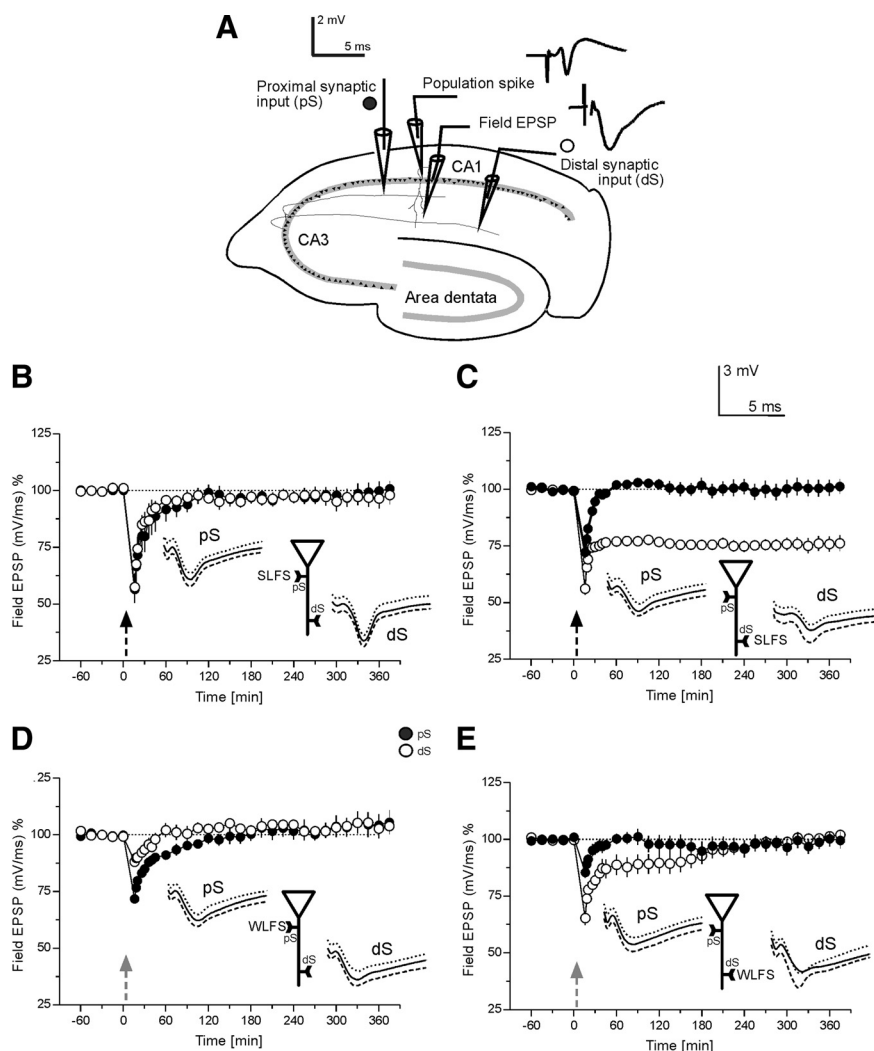 A
2 mV
5 ms
Proximal synaptic
input (pS)
Population spike
Field EPSP
CA1
Distal synaptic
input (dS)
CA3
Area dentata
B
Field EPSP (mV/ms) %
125
100
75
50
25
pS
SLFS
pS
dS
dS
-60 0 60 120 180 240 300 360
Time [min]
C
3 mV
5 ms
Field EPSP (mV/ms) %
125
100
75
50
25
pS
pS
dS
SLFS
dS
-60 0 60 120 180 240 300 360
Time [min]
D
pS
dS
Field EPSP (mV/ms) %
.25
100
75
50
25
pS
WLFS
pS
dS
dS
-60 0 60 120 180 240 300 360
Time [min]
E
Field EPSP (mV/ms) %
125
100
75
50
25
pS
pS
dS
WLFS
dS
-60 0 60 120 180 240 300 360
Time [min]